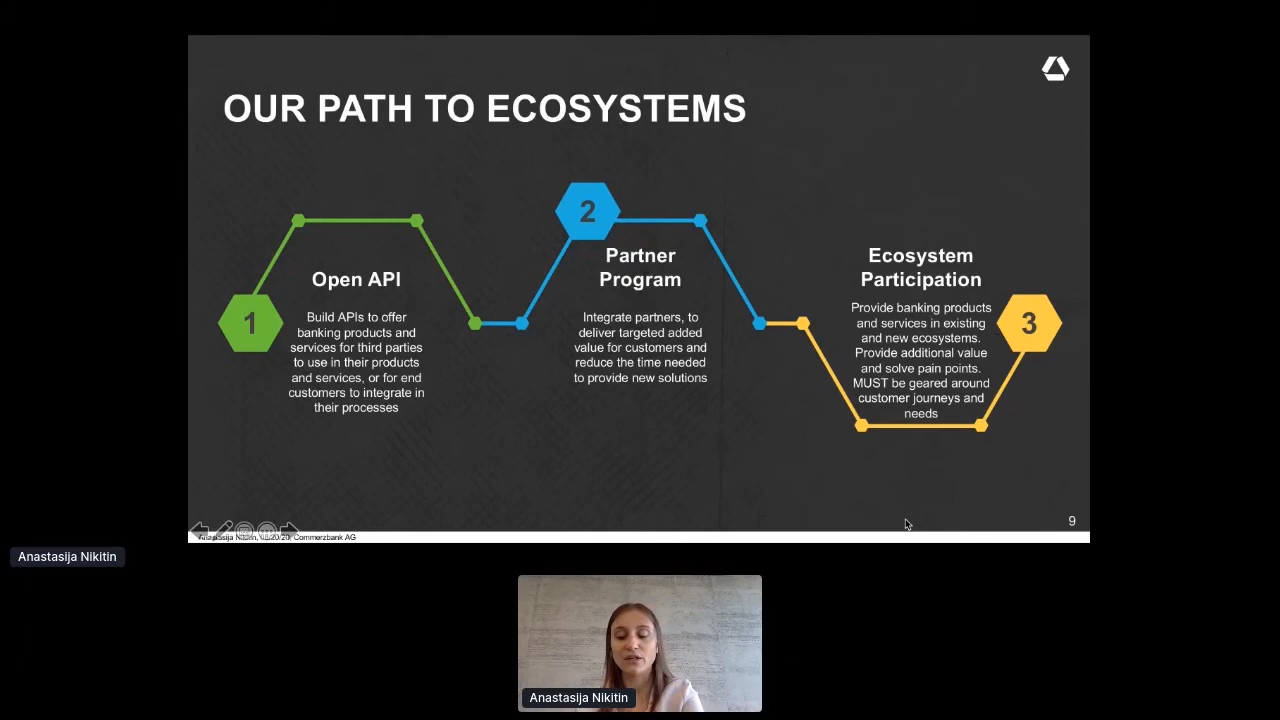 OUR PATH TO ECOSYSTEMS
1
Open API
Build APIs to offer
banking products and
services for third parties
to use in their products
and services, or for end
customers to integrate in
their processes
2
Partner
Program
Integrate partners, to
deliver targeted added
value for customers and
reduce the time needed
to provide new solutions
Ecosystem
Participation
Provide banking products
and services in existing
and new ecosystems.
Provide additional value
and solve pain points.
MUST be geared around
customer journeys and
needs
3
9
Anastasija Nikitin, Commerzbank AG
Anastasija Nikitin
Anastasija Nikitin